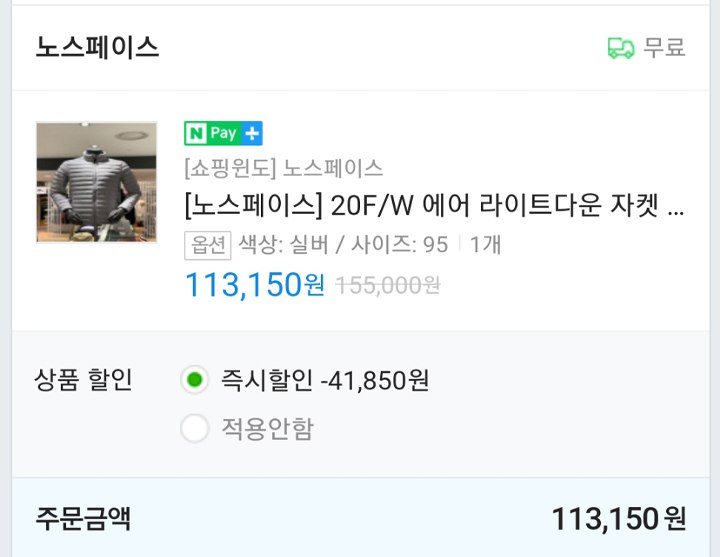 노스페이스
무료
N Pay +
[쇼핑윈도] 노스페이스
[노스페이스] 20F/W 에어 라이트다운 자켓 ...
옵션 색상: 실버 / 사이즈: 95 | 1개
113,150원 155,000원
상품 할인
즉시할인 -41,850원
적용안함
주문금액 113,150원